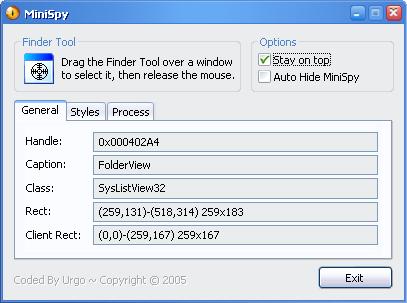 MiniSpy
Finder Tool
Drag the Finder Tool over a window
to select it, then release the mouse.
Options
Stay on top
Auto Hide MiniSpy
General Styles Process
Handle: 0x000402A4
Caption: FolderView
Class: SysListView32
Rect: (259,131)-(518,314) 259x183
Client Rect: (0,0)-(259,167) 259x167
Coded By Urgo ~ Copyright © 2005
Exit